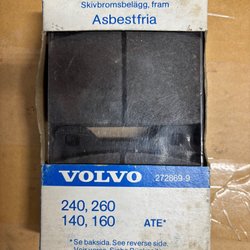 Skivbromsbelägg, fram
Asbestfria
VOLVO
272869-9
240, 260
140, 160 ATE*
*Se baksida. See reverse side.